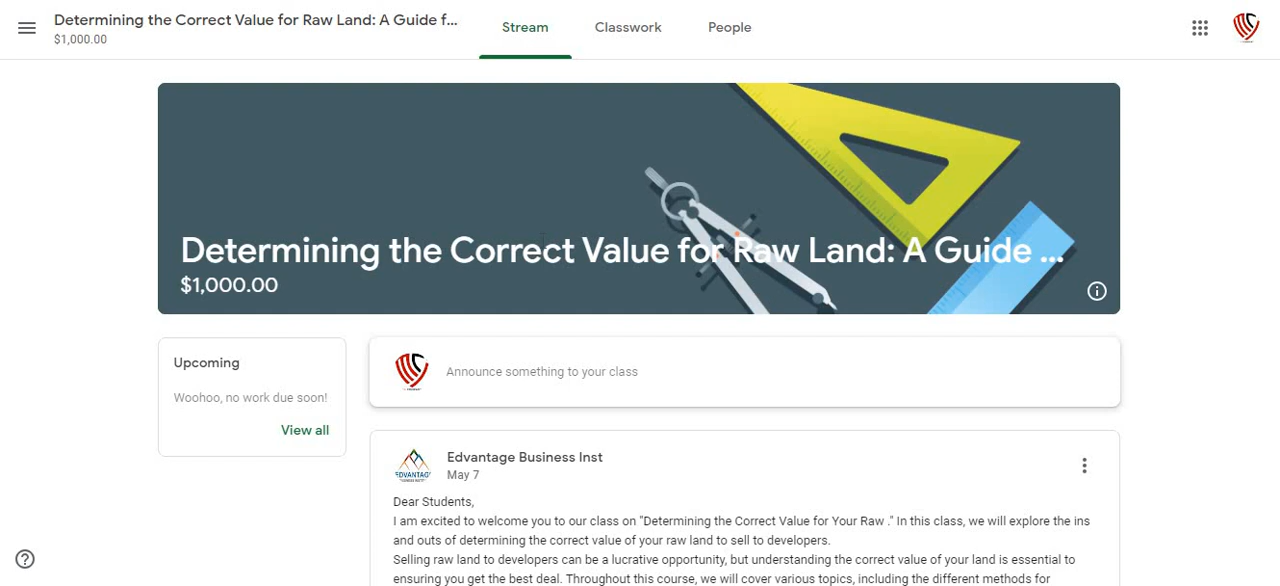 Determining the Correct Value for Raw Land: A Guide f...
$1,000.00
Stream
Classwork
People
Determining the Correct Value for Raw Land: A Guide ...
$1,000.00
Upcoming
Woohoo, no work due soon!
View all
Announce something to your class
EDVANTAGE
Edvantage Business Inst
May 7
Dear Students,
I am excited to welcome you to our class on "Determining the Correct Value for Your Raw ." In this class, we will explore the ins
and outs of determining the correct value of your raw land to sell to developers.
Selling raw land to developers can be a lucrative opportunity, but understanding the correct value of your land is essential to
ensuring you get the best deal. Throughout this course, we will cover various topics, including the different methods for